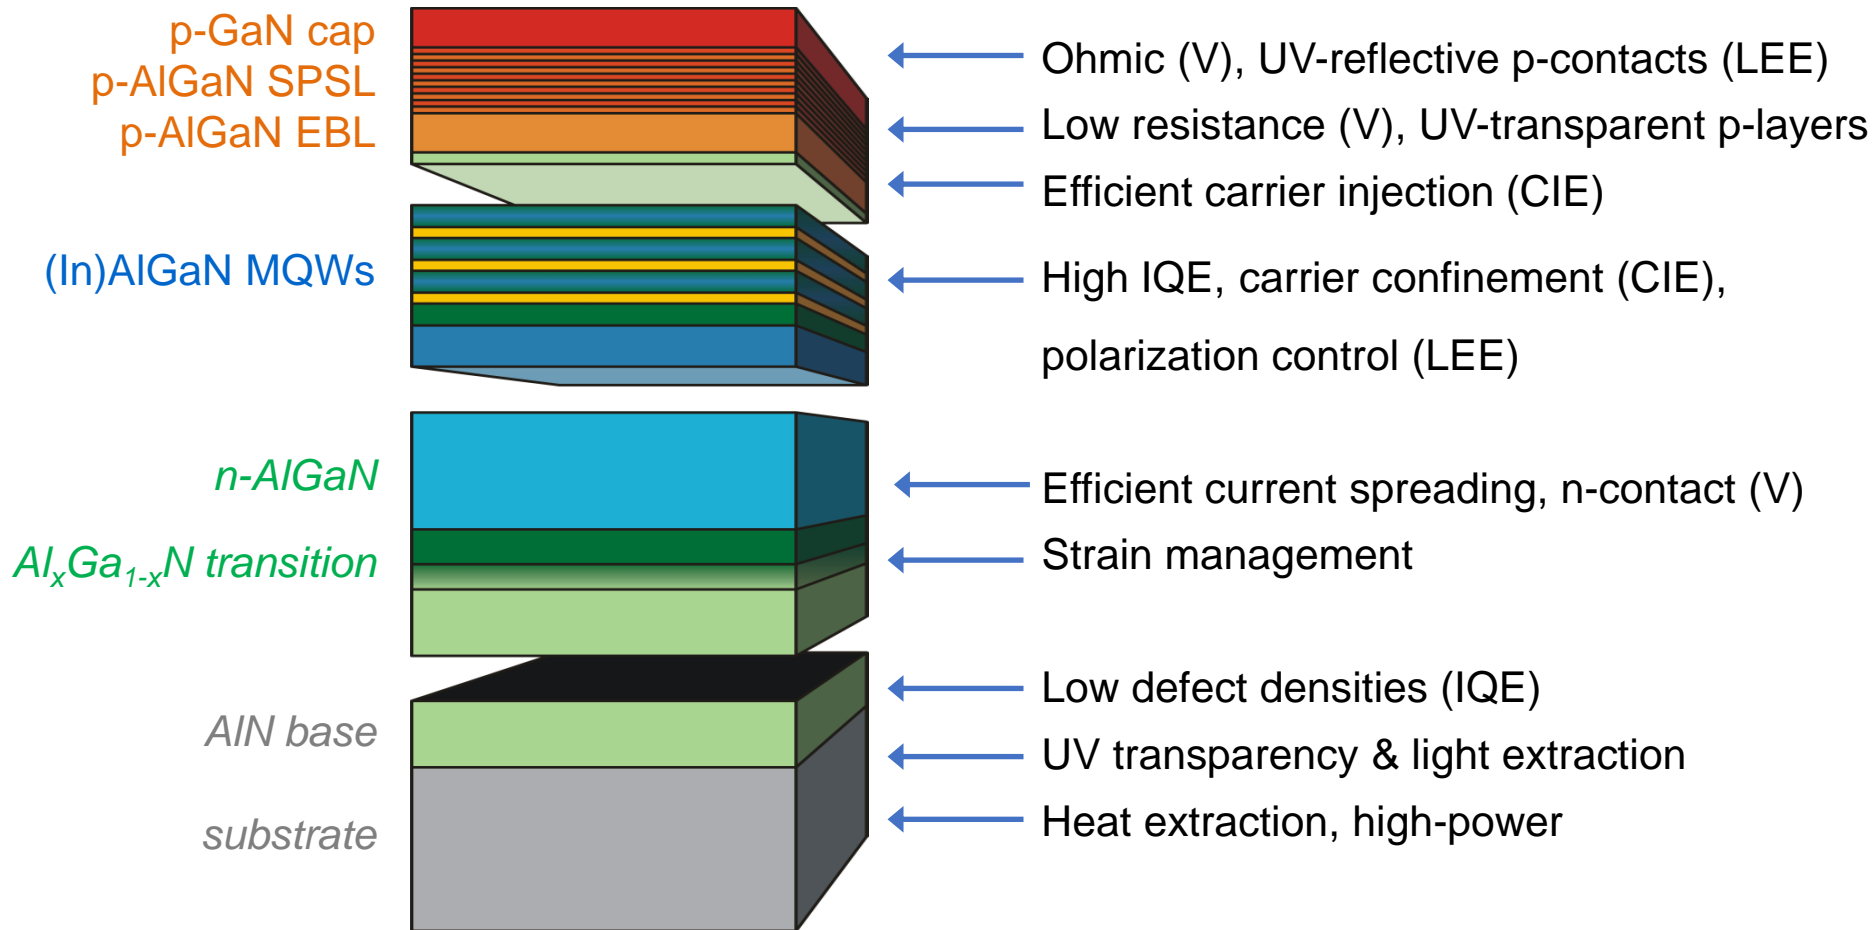 p-GaN cap
p-AlGaN SPSL
p-AlGaN EBL
(In)AlGaN MQWs
n-AlGaN
AlxGa1-xN transition
AlN base
substrate
Ohmic (V), UV-reflective p-contacts (LEE)
Low resistance (V), UV-transparent p-layers
Efficient carrier injection (CIE)
High IQE, carrier confinement (CIE),
polarization control (LEE)
Efficient current spreading, n-contact (V)
Strain management
Low defect densities (IQE)
UV transparency & light extraction
Heat extraction, high-power